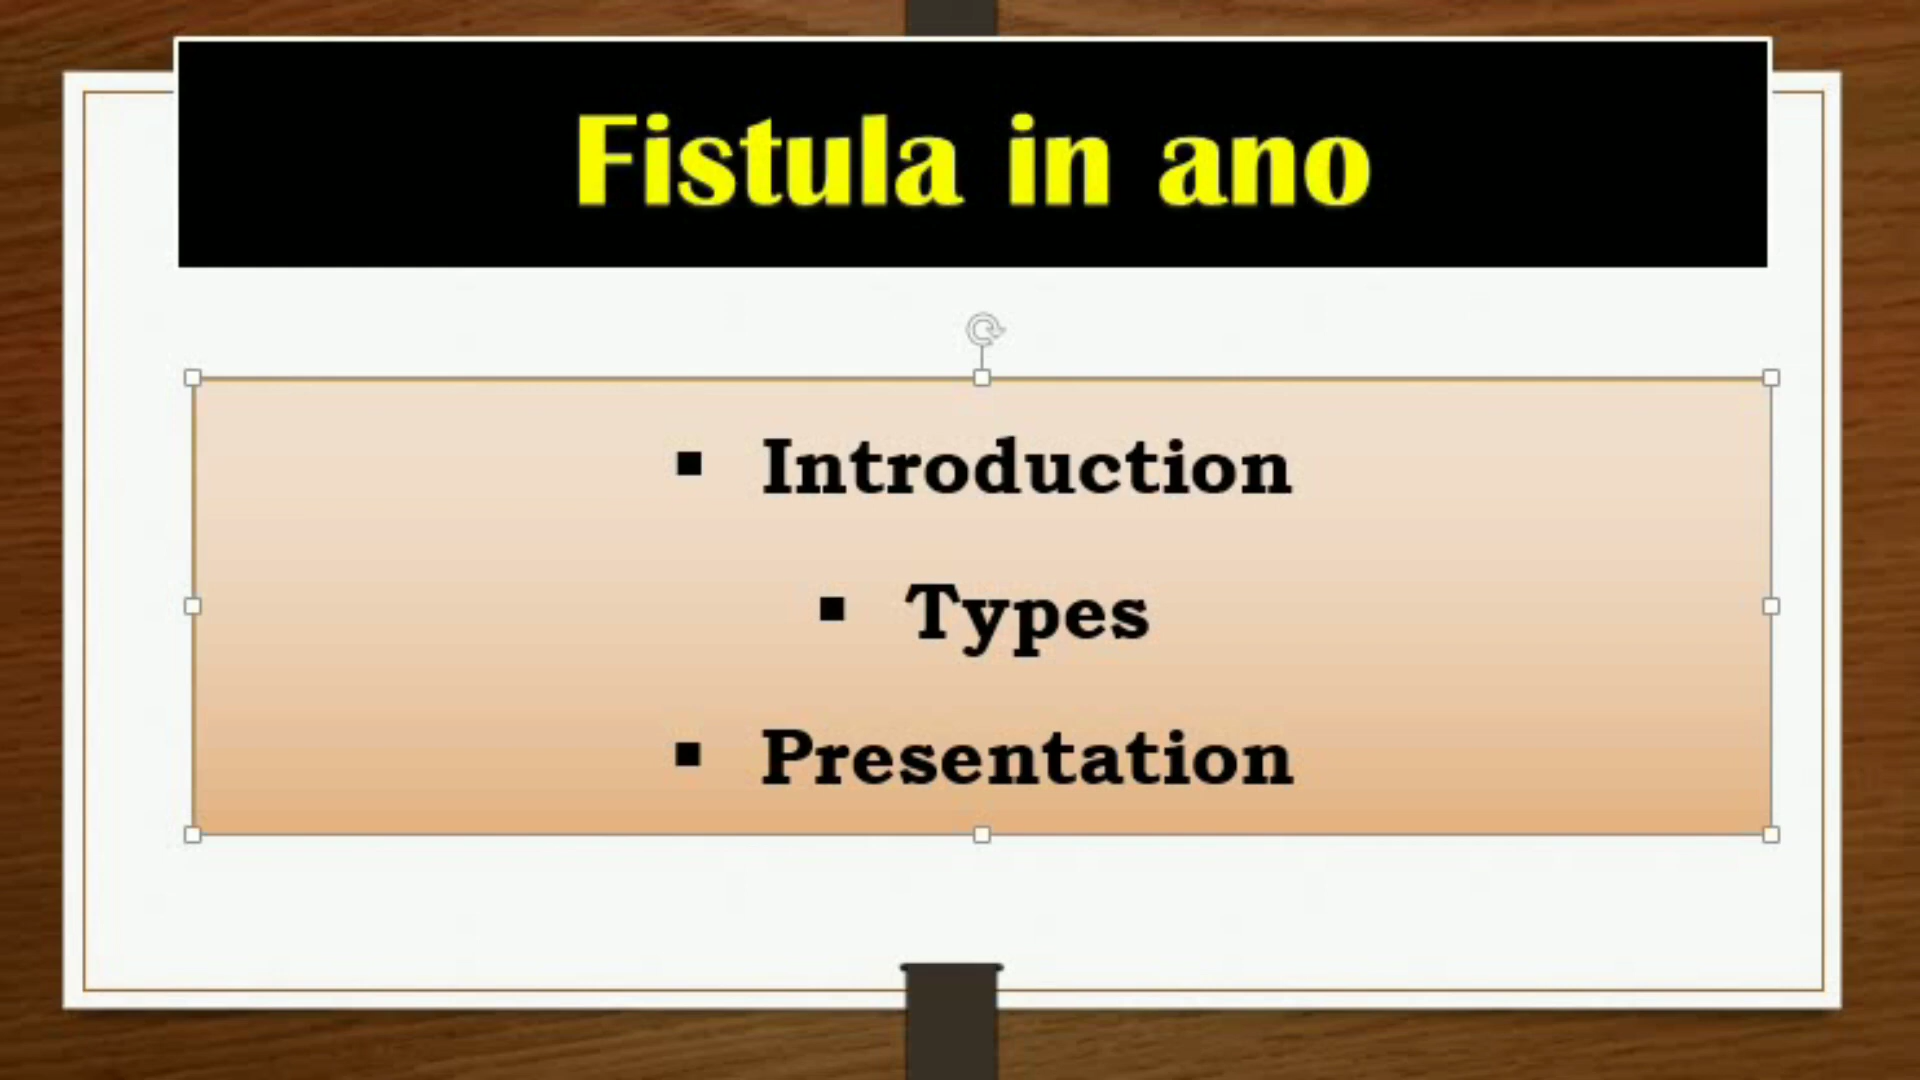 Fistula in ano
▪ Introduction
▪ Types
▪ Presentation